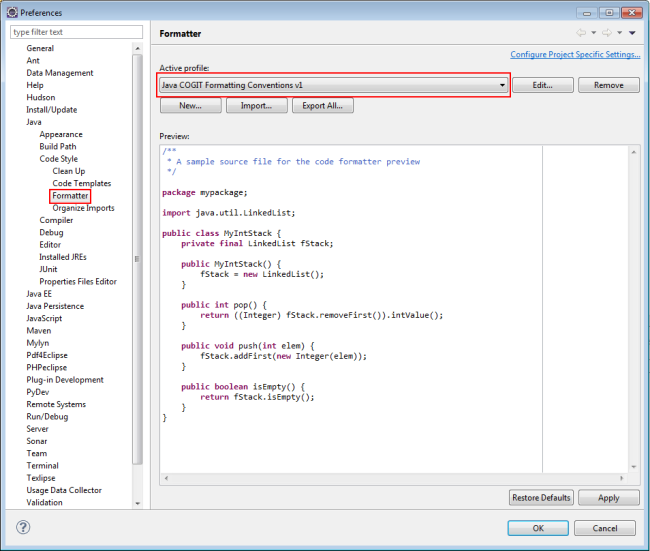 Preferences
type filter text
General
Ant
Data Management
Help
Hudson
Install/Update
Java
Appearance
Build Path
Code Style
Clean Up
Code Templates
Formatter
Organize Imports
Compiler
Debug
Editor
Installed JREs
JUnit
Properties Files Editor
Java EE
Java Persistence
JavaScript
Maven
Mylyn
Pdf4Eclipse
PHPeclipse
Plug-in Development
PyDev
Remote Systems
Run/Debug
Server
Sonar
Team
Terminal
Texlipse
Usage Data Collector
Validation
Formatter
Configure Project Specific Settings...
Active profile:
Java COGIT Formatting Conventions v1
Edit...
Remove
New...
Import...
Export All...
Preview:
/**
 * A sample source file for the code formatter preview
 */
package mypackage;
import java.util.LinkedList;
public class MyIntStack {
    private final LinkedList fStack;
    public MyIntStack() {
        fStack = new LinkedList();
    }
    public int pop() {
        return ((Integer) fStack.removeFirst()).intValue();
    }
    public void push(int elem) {
        fStack.addFirst(new Integer(elem));
    }
    public boolean isEmpty() {
        return fStack.isEmpty();
    }
}
Restore Defaults
Apply
?
OK
Cancel